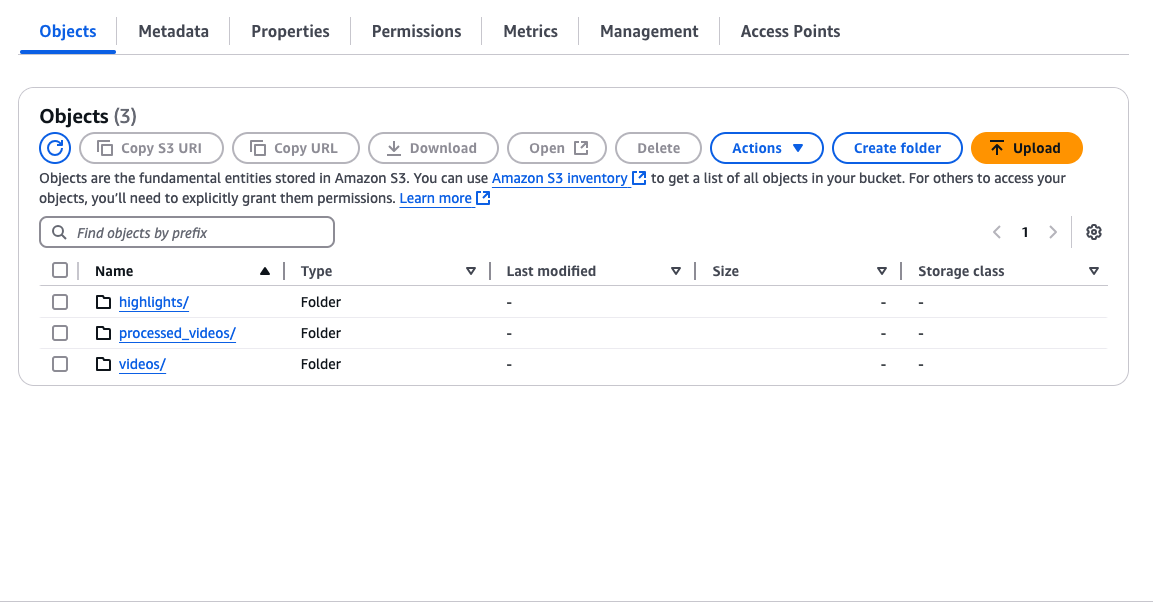 Objects Metadata Properties Permissions Metrics Management Access Points
Objects (3)
Copy S3 URI Copy URL Download Open Delete Actions Create folder Upload
Objects are the fundamental entities stored in Amazon S3. You can use Amazon S3 inventory to get a list of all objects in your bucket. For others to access your
objects, you’ll need to explicitly grant them permissions. Learn more
Find objects by prefix 1
Name Type Last modified Size Storage class
highlights/ Folder - - -
processed_videos/ Folder - - -
videos/ Folder - - -